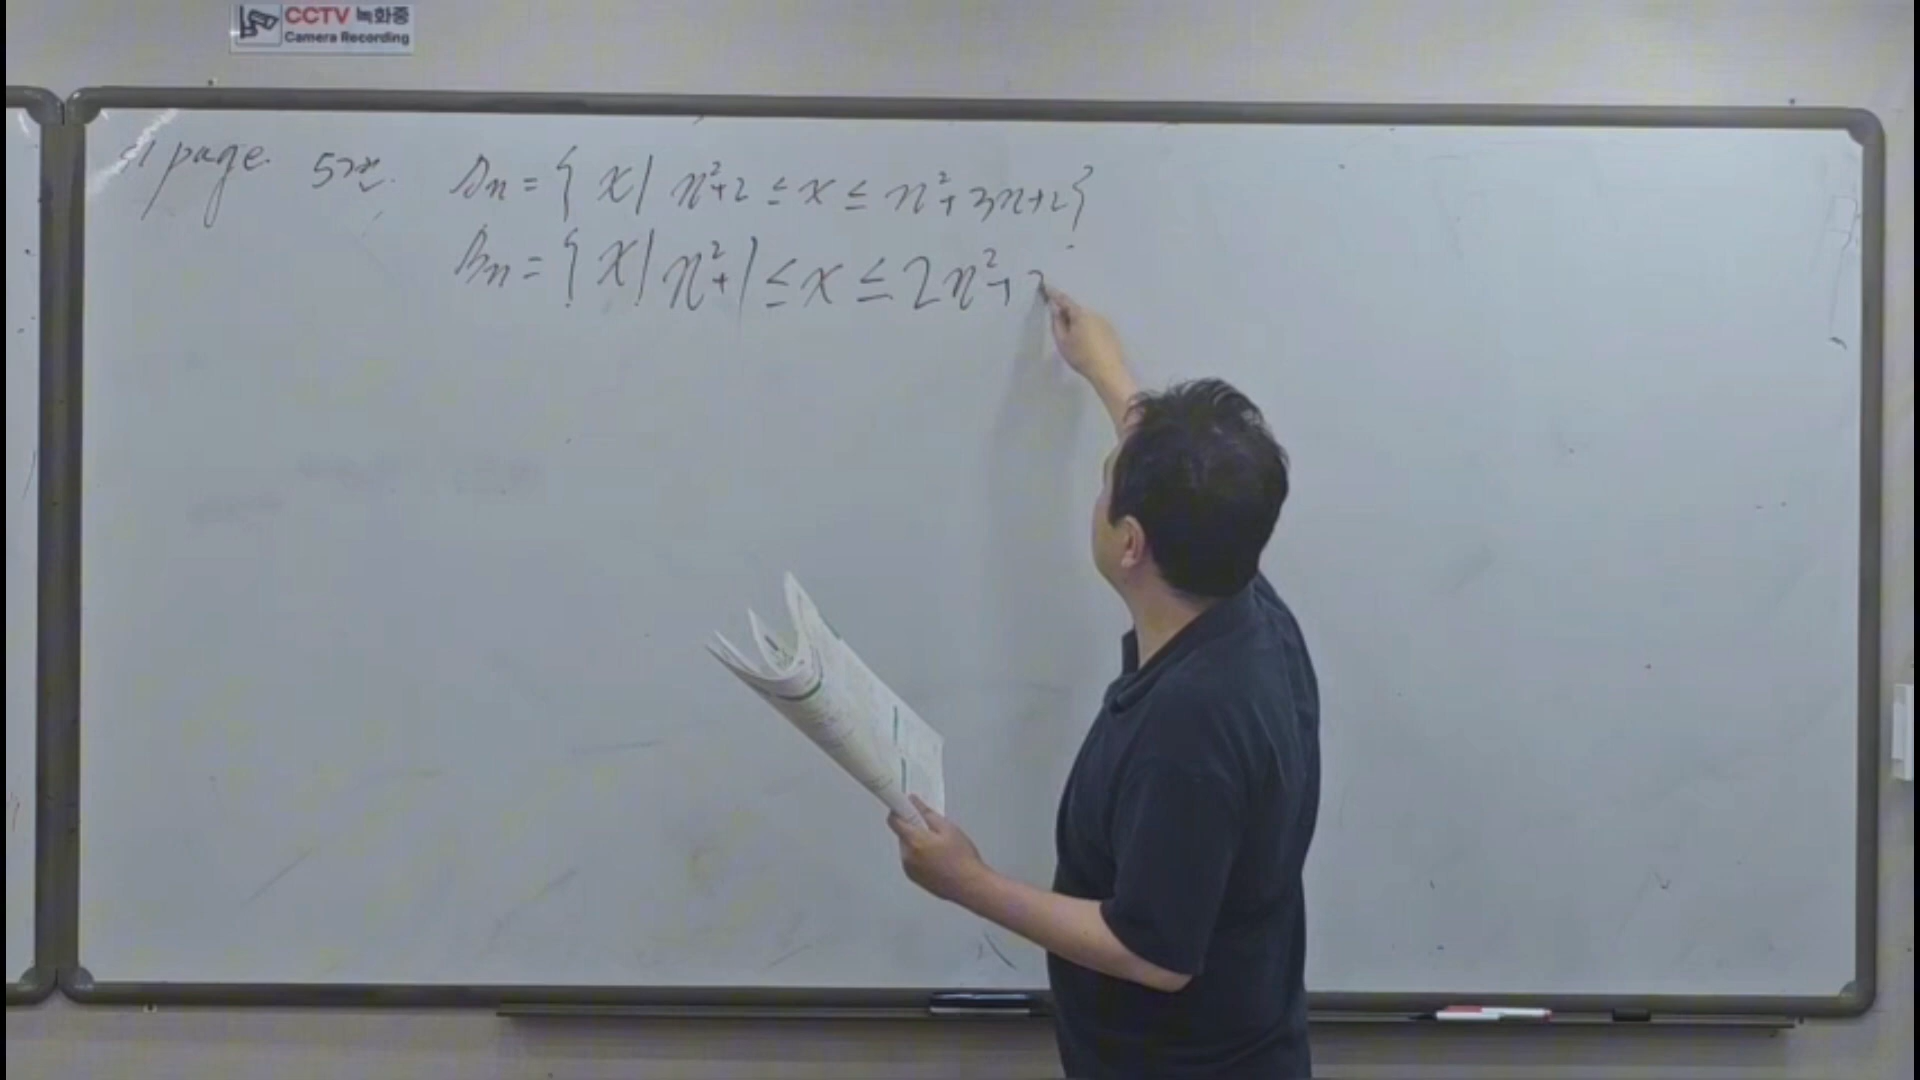 CCTV 녹화중
Camera Recording
page 5번. An = { x | n²+2 ≤ x ≤ n²+3n+2}
Bn = { x | n²+1 ≤ x ≤ 2n²+